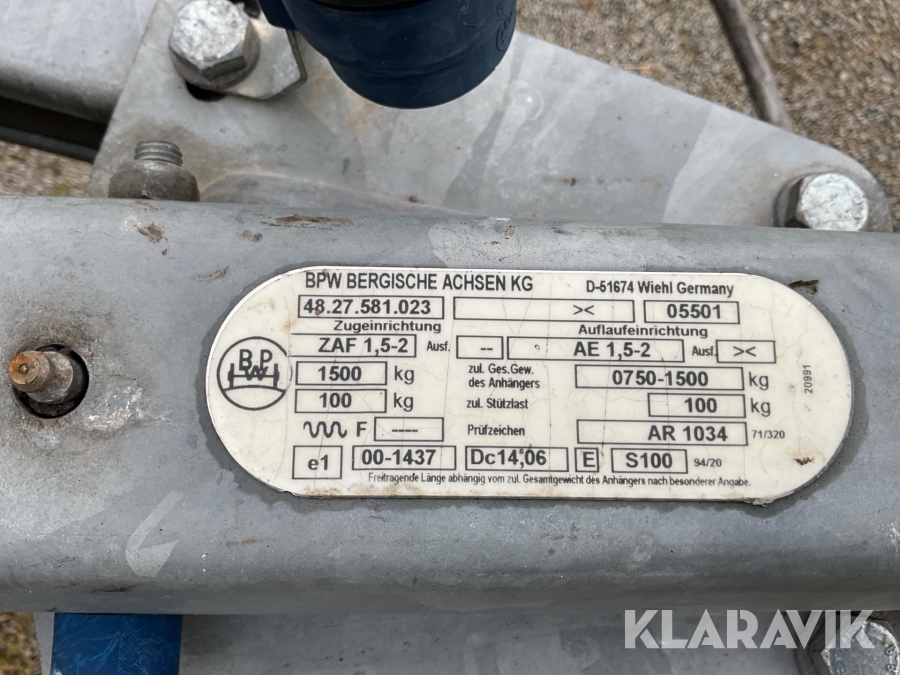 BPW BERGISCHE ACHSEN KG D-51674 Wiehl Germany
48.27.581.023 >< 05501
Zugeinrichtung Auflaufeinrichtung
ZAF 1,5-2 Ausf. -- AE 1,5-2 Ausf. ><
BPW
1500 kg zul. Ges.Gew. des Anhängers 0750-1500 kg
100 kg zul. Stützlast 100 kg
F ---- Prüfzeichen AR 1034 71/320
e1 00-1437 Dc14,06 E S100 94/20
Freitragende Länge abhängig vom zul. Gesamtgewicht des Anhängers nach besonderer Angabe.
20991
KLARAVIK